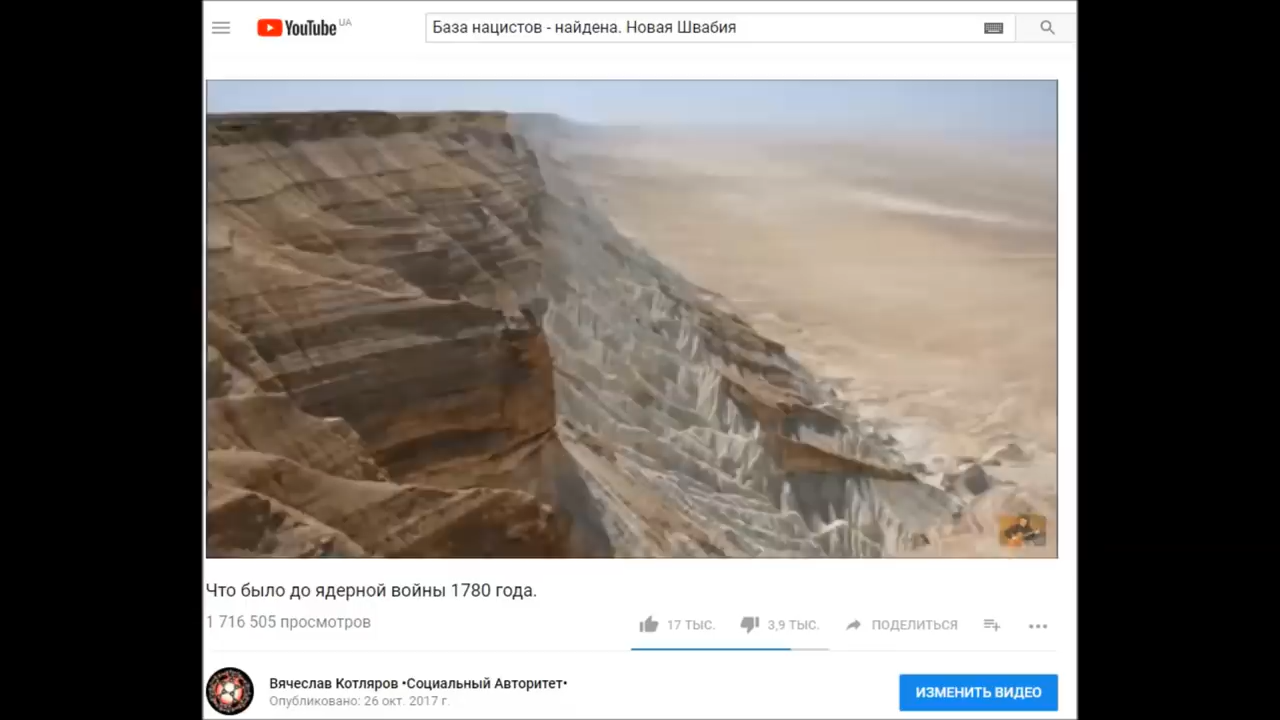 YouTube UA
База нацистов - найдена. Новая Швабия
Что было до ядерной войны 1780 года.
1 716 505 просмотров
17 ТЫС.
3,9 ТЫС.
ПОДЕЛИТЬСЯ
Вячеслав Котляров •Социальный Авторитет•
Опубликовано: 26 окт. 2017 г.
ИЗМЕНИТЬ ВИДЕО